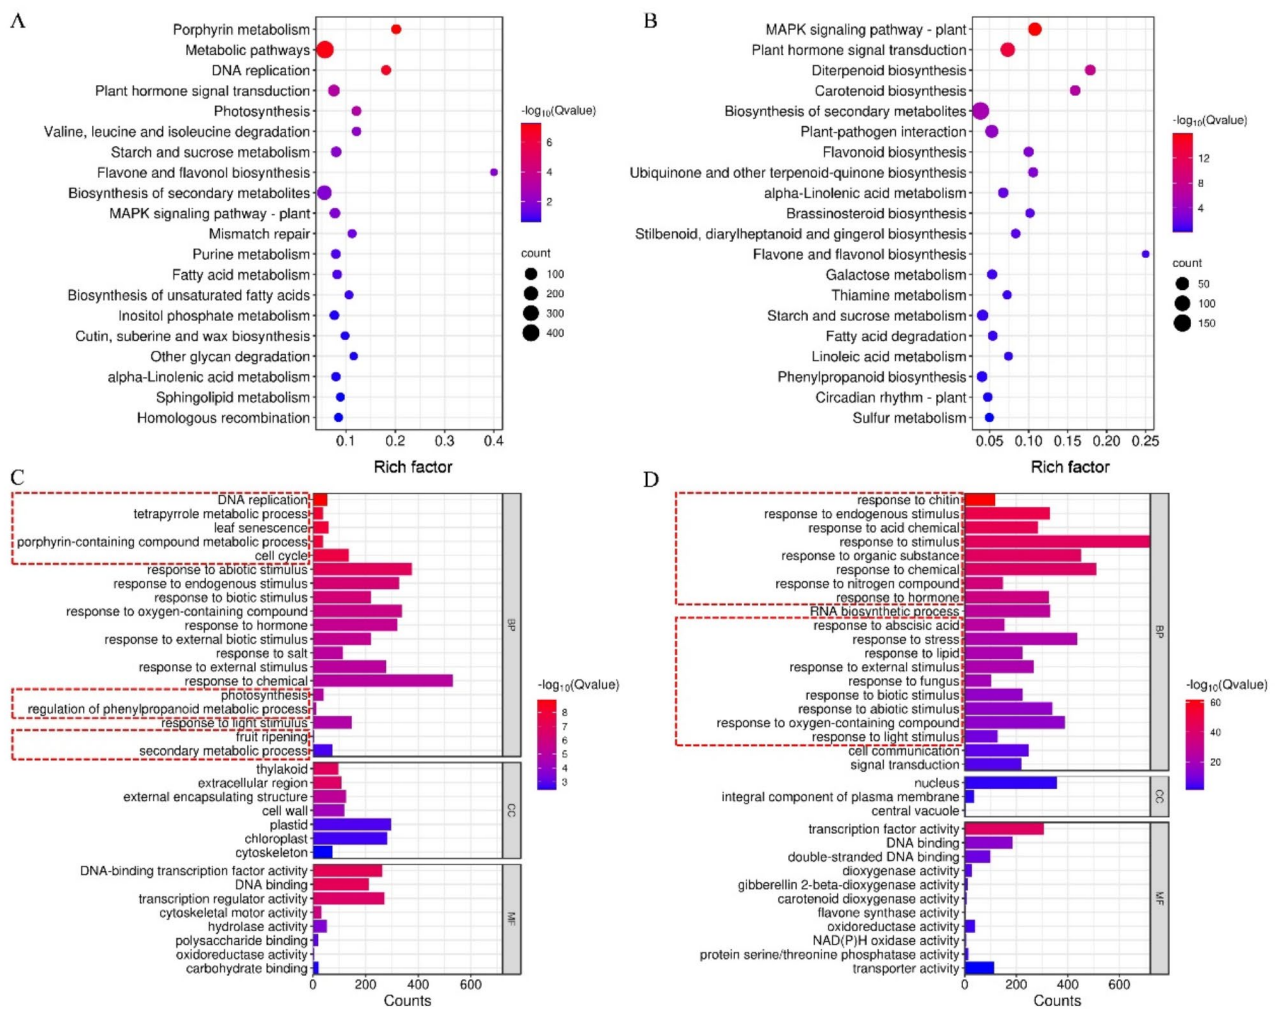 A
Porphyrin metabolism
Metabolic pathways
DNA replication
Plant hormone signal transduction
Photosynthesis
Valine, leucine and isoleucine degradation
Starch and sucrose metabolism
Flavone and flavonol biosynthesis
Biosynthesis of secondary metabolites
MAPK signaling pathway - plant
Mismatch repair
Purine metabolism
Fatty acid metabolism
Biosynthesis of unsaturated fatty acids
Inositol phosphate metabolism
Cutin, suberine and wax biosynthesis
Other glycan degradation
alpha-Linolenic acid metabolism
Sphingolipid metabolism
Homologous recombination
0.1 0.2 0.3 0.4
Rich factor
-log10(Qvalue)
6
4
2
count
100
200
300
400
B
MAPK signaling pathway - plant
Plant hormone signal transduction
Diterpenoid biosynthesis
Carotenoid biosynthesis
Biosynthesis of secondary metabolites
Plant-pathogen interaction
Flavonoid biosynthesis
Ubiquinone and other terpenoid-quinone biosynthesis
alpha-Linolenic acid metabolism
Brassinosteroid biosynthesis
Stilbenoid, diarylheptanoid and gingerol biosynthesis
Flavone and flavonol biosynthesis
Galactose metabolism
Thiamine metabolism
Starch and sucrose metabolism
Fatty acid degradation
Linoleic acid metabolism
Phenylpropanoid biosynthesis
Circadian rhythm - plant
Sulfur metabolism
0.05 0.10 0.15 0.20 0.25
Rich factor
-log10(Qvalue)
12
8
4
count
50
100
150
C
DNA replication
tetrapyrrole metabolic process
leaf senescence
porphyrin-containing compound metabolic process
cell cycle
response to abiotic stimulus
response to endogenous stimulus
response to biotic stimulus
response to oxygen-containing compound
response to hormone
response to external biotic stimulus
response to salt
response to external stimulus
response to chemical
photosynthesis
regulation of phenylpropanoid metabolic process
response to light stimulus
fruit ripening
secondary metabolic process
BP
thylakoid
extracellular region
external encapsulating structure
cell wall
plastid
chloroplast
cytoskeleton
CC
DNA-binding transcription factor activity
DNA binding
transcription regulator activity
cytoskeletal motor activity
hydrolase activity
polysaccharide binding
oxidoreductase activity
carbohydrate binding
MF
0 200 400 600
Counts
-log10(Qvalue)
8
7
6
5
4
3
D
response to chitin
response to endogenous stimulus
response to acid chemical
response to stimulus
response to organic substance
response to chemical
response to nitrogen compound
response to hormone
RNA biosynthetic process
response to abscisic acid
response to stress
response to lipid
response to external stimulus
response to fungus
response to biotic stimulus
response to abiotic stimulus
response to oxygen-containing compound
response to light stimulus
cell communication
signal transduction
BP
nucleus
integral component of plasma membrane
central vacuole
CC
transcription factor activity
DNA binding
double-stranded DNA binding
dioxygenase activity
gibberellin 2-beta-dioxygenase activity
carotenoid dioxygenase activity
flavone synthase activity
oxidoreductase activity
NAD(P)H oxidase activity
protein serine/threonine phosphatase activity
transporter activity
MF
0 200 400 600
Counts
-log10(Qvalue)
60
40
20